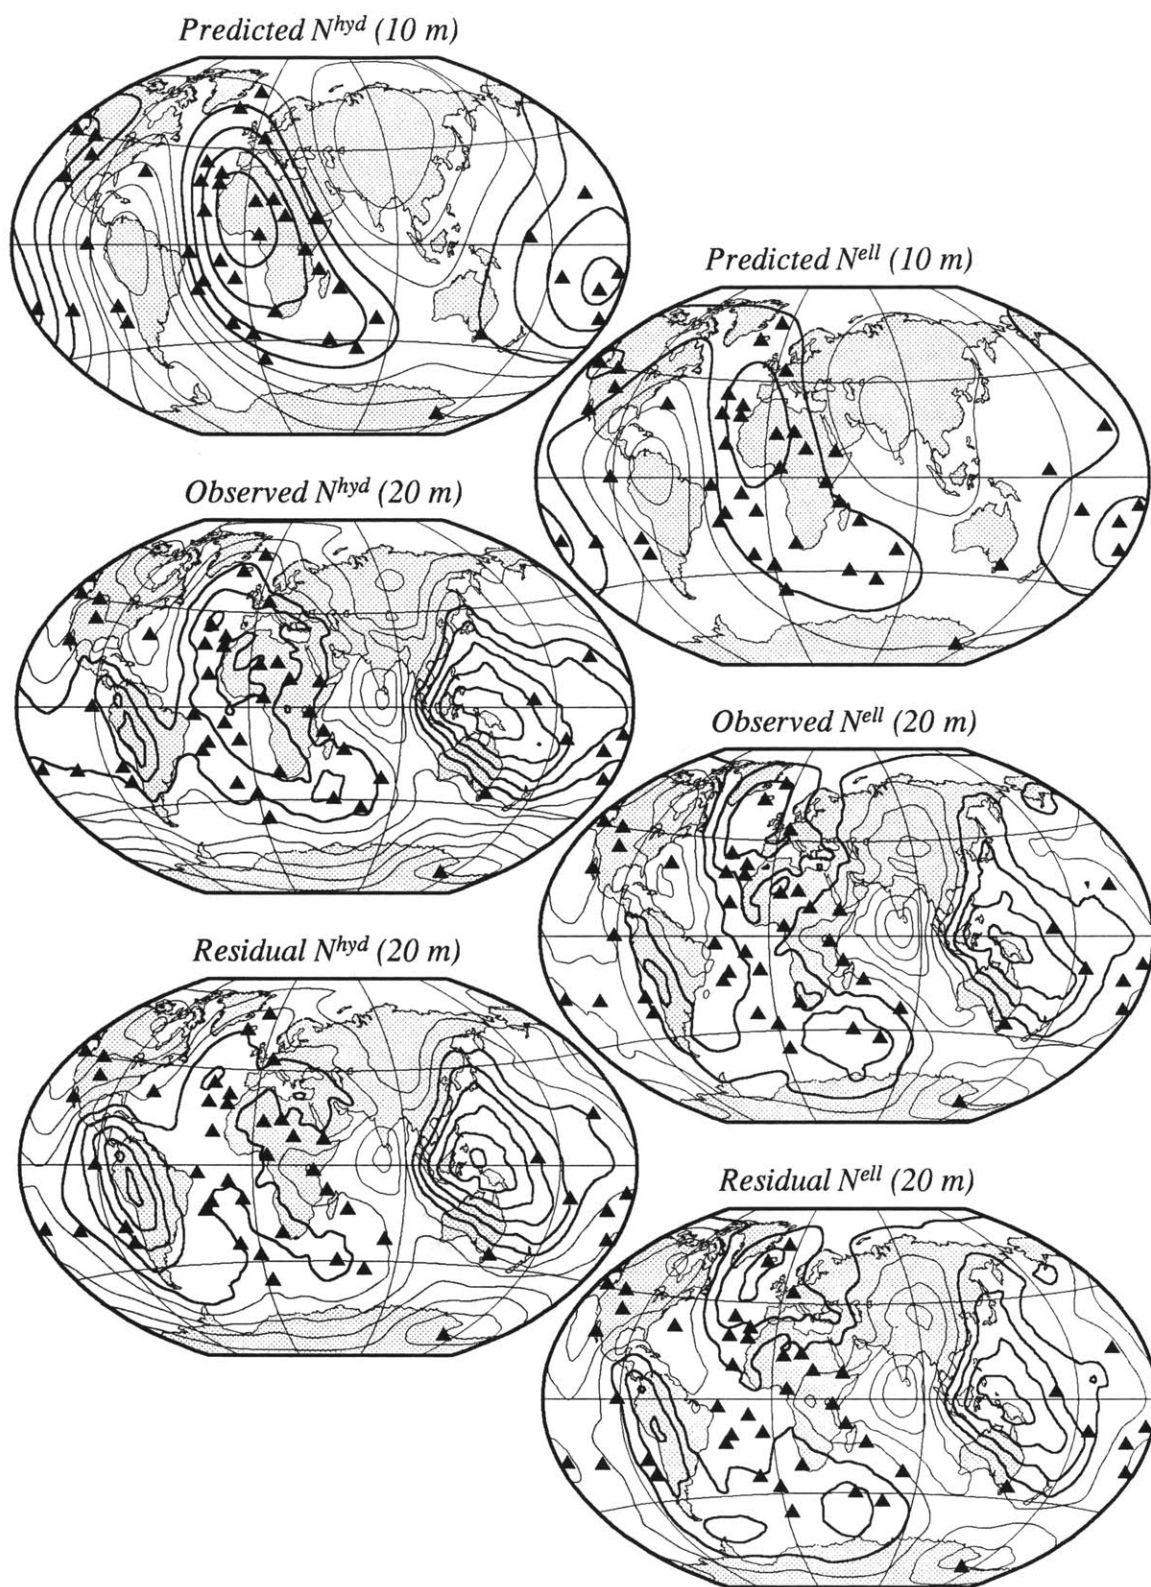 Predicted N^hyd (10 m)
Predicted N^ell (10 m)
Observed N^hyd (20 m)
Observed N^ell (20 m)
Residual N^hyd (20 m)
Residual N^ell (20 m)